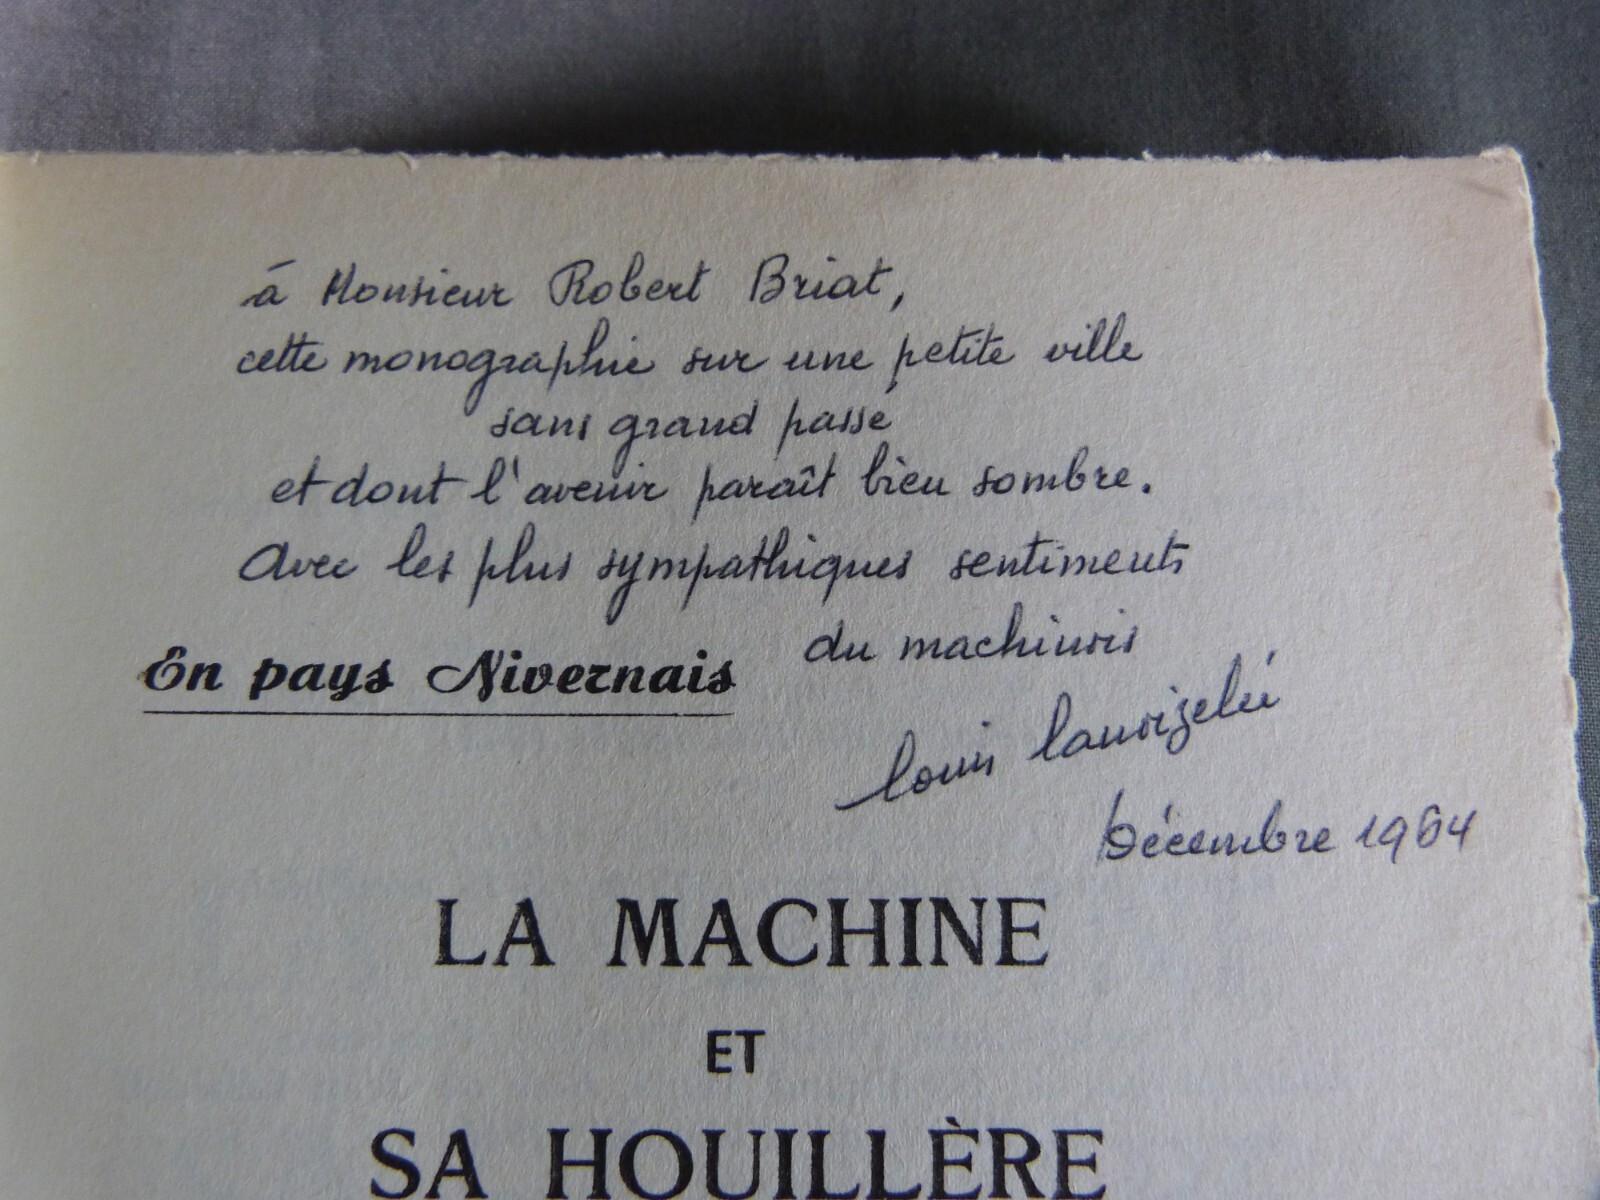 à Monsieur Robert Briat,
cette monographie sur une petite ville
sans grand passé
et dont l'avenir paraît bien sombre.
Avec les plus sympathiques sentiments
du machinois
En pays Nivernais
Louis Lanoizelée
Décembre 1964
LA MACHINE
ET
SA HOUILLÈRE